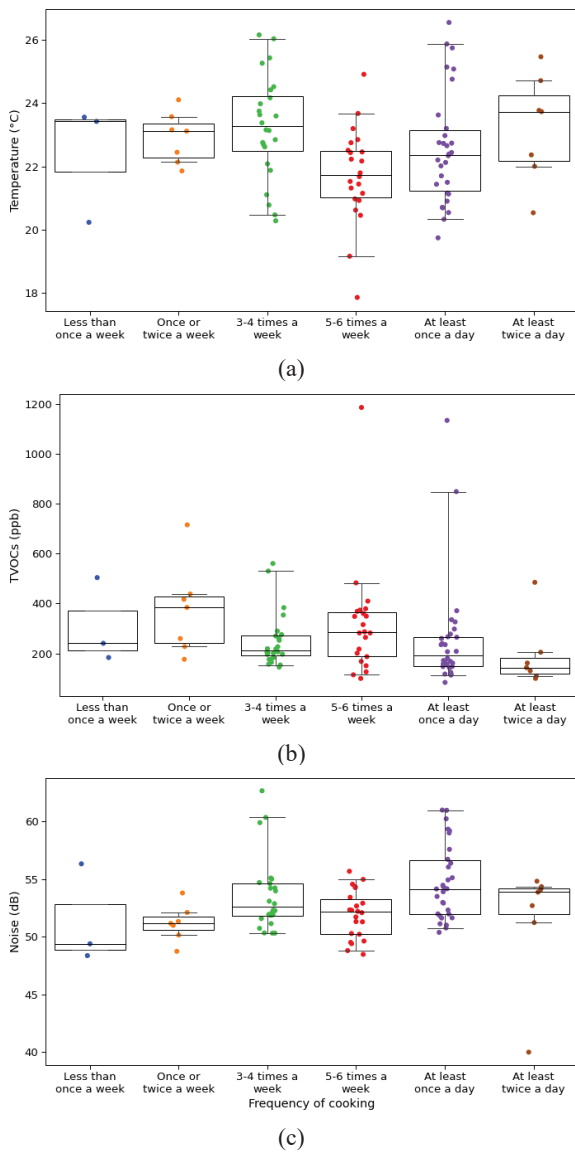 26
24
22
20
18
Temperature (°C)
Less than
once a week
Once or
twice a week
3-4 times a
week
5-6 times a
week
At least
once a day
At least
twice a day
(a)
1200
1000
800
600
400
200
TVOCs (ppb)
Less than
once a week
Once or
twice a week
3-4 times a
week
5-6 times a
week
At least
once a day
At least
twice a day
(b)
60
55
50
45
40
Noise (dB)
Less than
once a week
Once or
twice a week
3-4 times a
week
5-6 times a
week
At least
once a day
At least
twice a day
Frequency of cooking
(c)